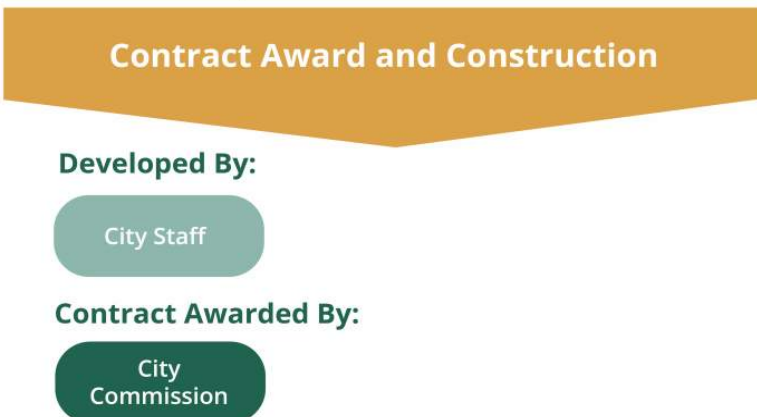 Contract Award and Construction
Developed By:
City Staff
Contract Awarded By:
City
Commission